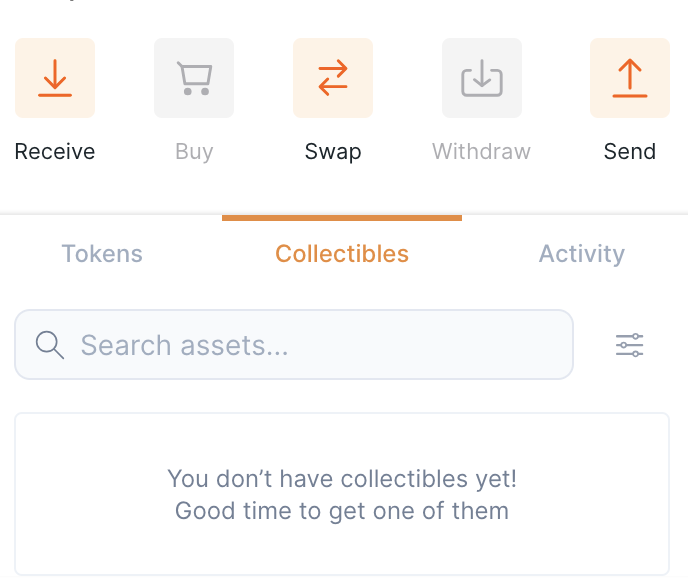 Receive
Buy
Swap
Withdraw
Send
Tokens
Collectibles
Activity
Search assets...
You don’t have collectibles yet!
Good time to get one of them